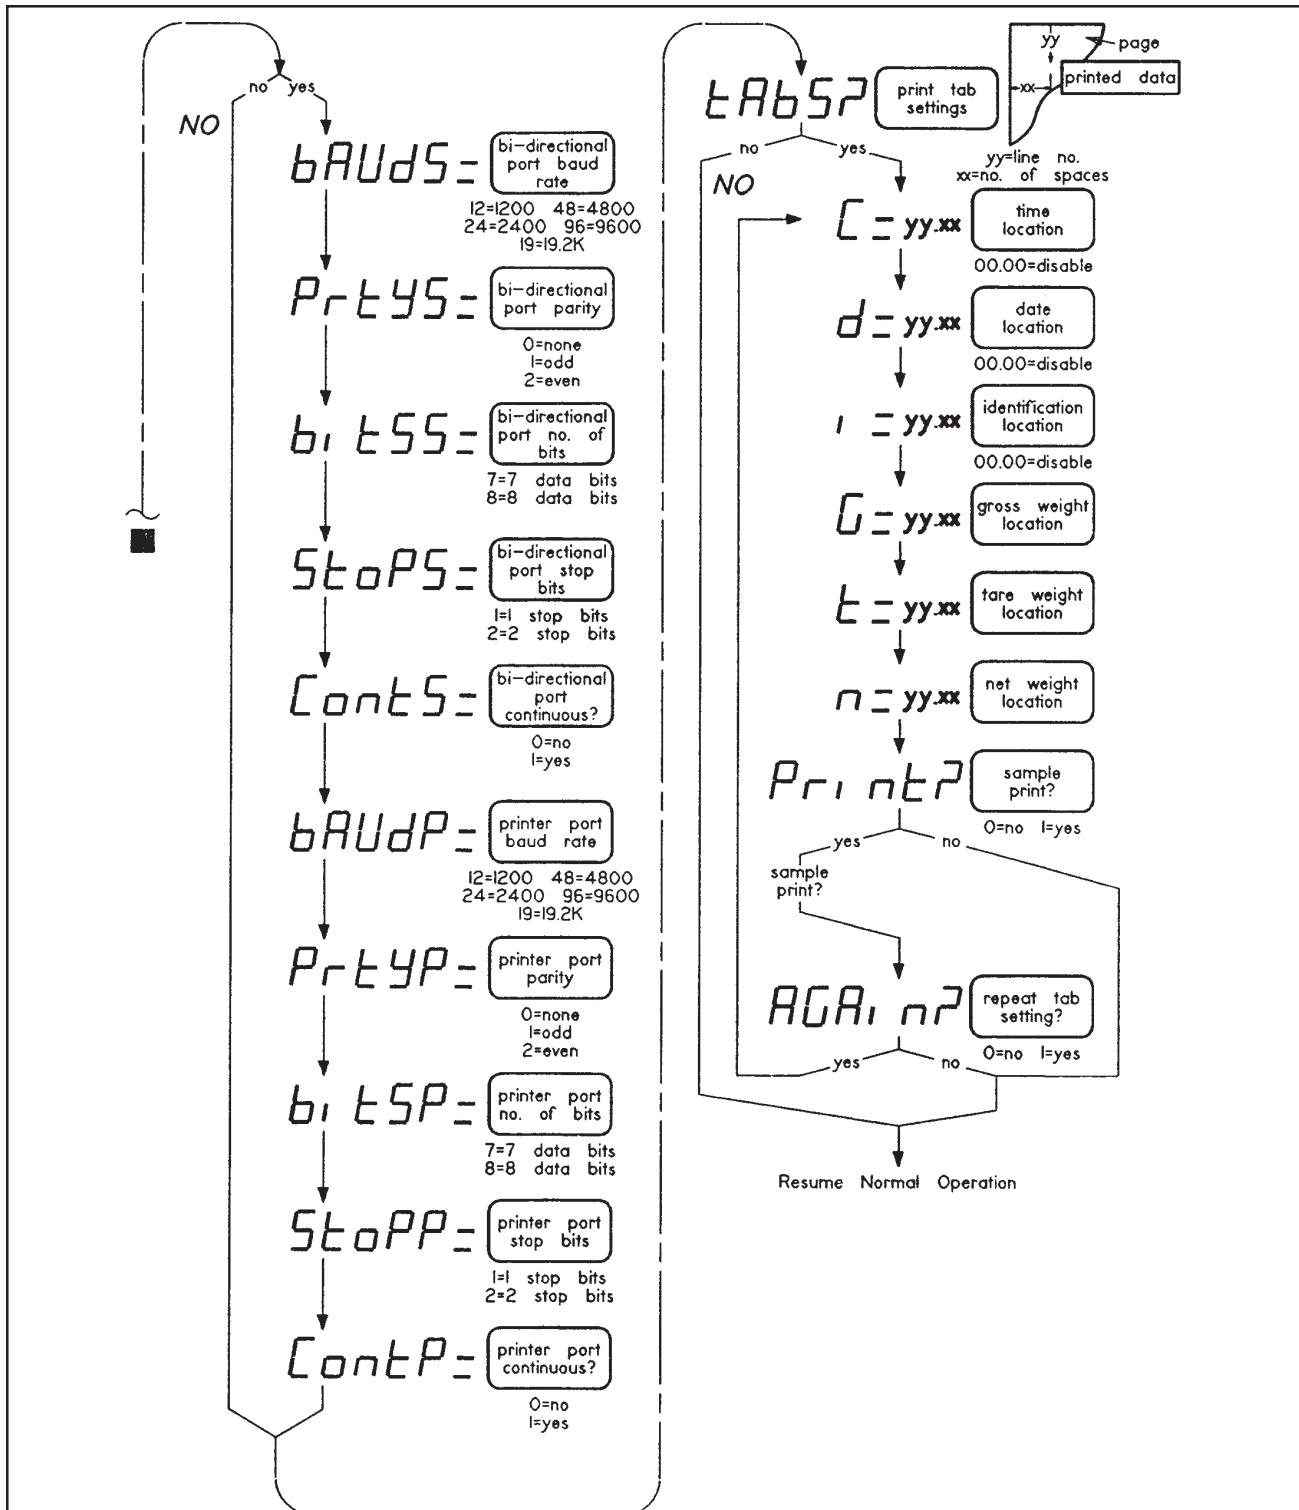 no yes
NO
bAUdS=
bi-directional
port baud
rate
12=1200 48=4800
24=2400 96=9600
19=19.2K
PrtyS=
bi-directional
port parity
0=none
1=odd
2=even
bitSS=
bi-directional
port no. of
bits
7=7 data bits
8=8 data bits
StoPS=
bi-directional
port stop
bits
1=1 stop bits
2=2 stop bits
ContS=
bi-directional
port
continuous?
0=no
1=yes
bAUdP=
printer port
baud rate
12=1200 48=4800
24=2400 96=9600
19=19.2K
PrtyP=
printer port
parity
0=none
1=odd
2=even
bitSP=
printer port
no. of bits
7=7 data bits
8=8 data bits
StoPP=
printer port
stop bits
1=1 stop bits
2=2 stop bits
ContP=
printer port
continuous?
0=no
1=yes
tAbS?
print tab
settings
yy
page
xx
printed data
yy=line no.
xx=no. of spaces
no yes
NO
C=yy.xx
time
location
00.00=disable
d=yy.xx
date
location
00.00=disable
i=yy.xx
identification
location
00.00=disable
G=yy.xx
gross weight
location
t=yy.xx
tare weight
location
n=yy.xx
net weight
location
Print?
sample
print?
0=no 1=yes
yes no
sample
print?
AGAin?
repeat tab
setting?
0=no 1=yes
yes no
Resume Normal Operation